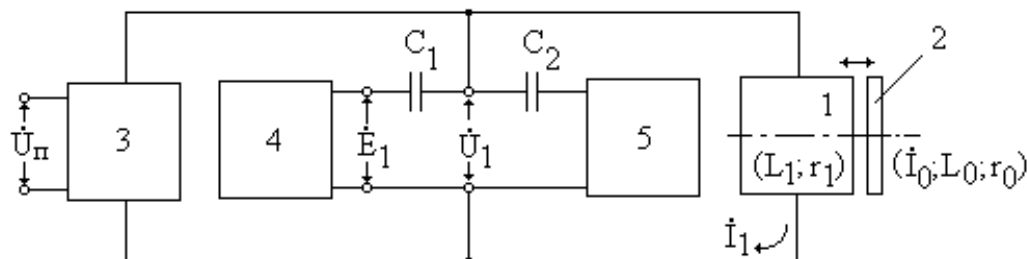 C₁ C₂ 2
U̇п 3 4 Ė₁ U̇₁ 5 1
(L₁; r₁) (İ₀;L₀;r₀)
İ₁